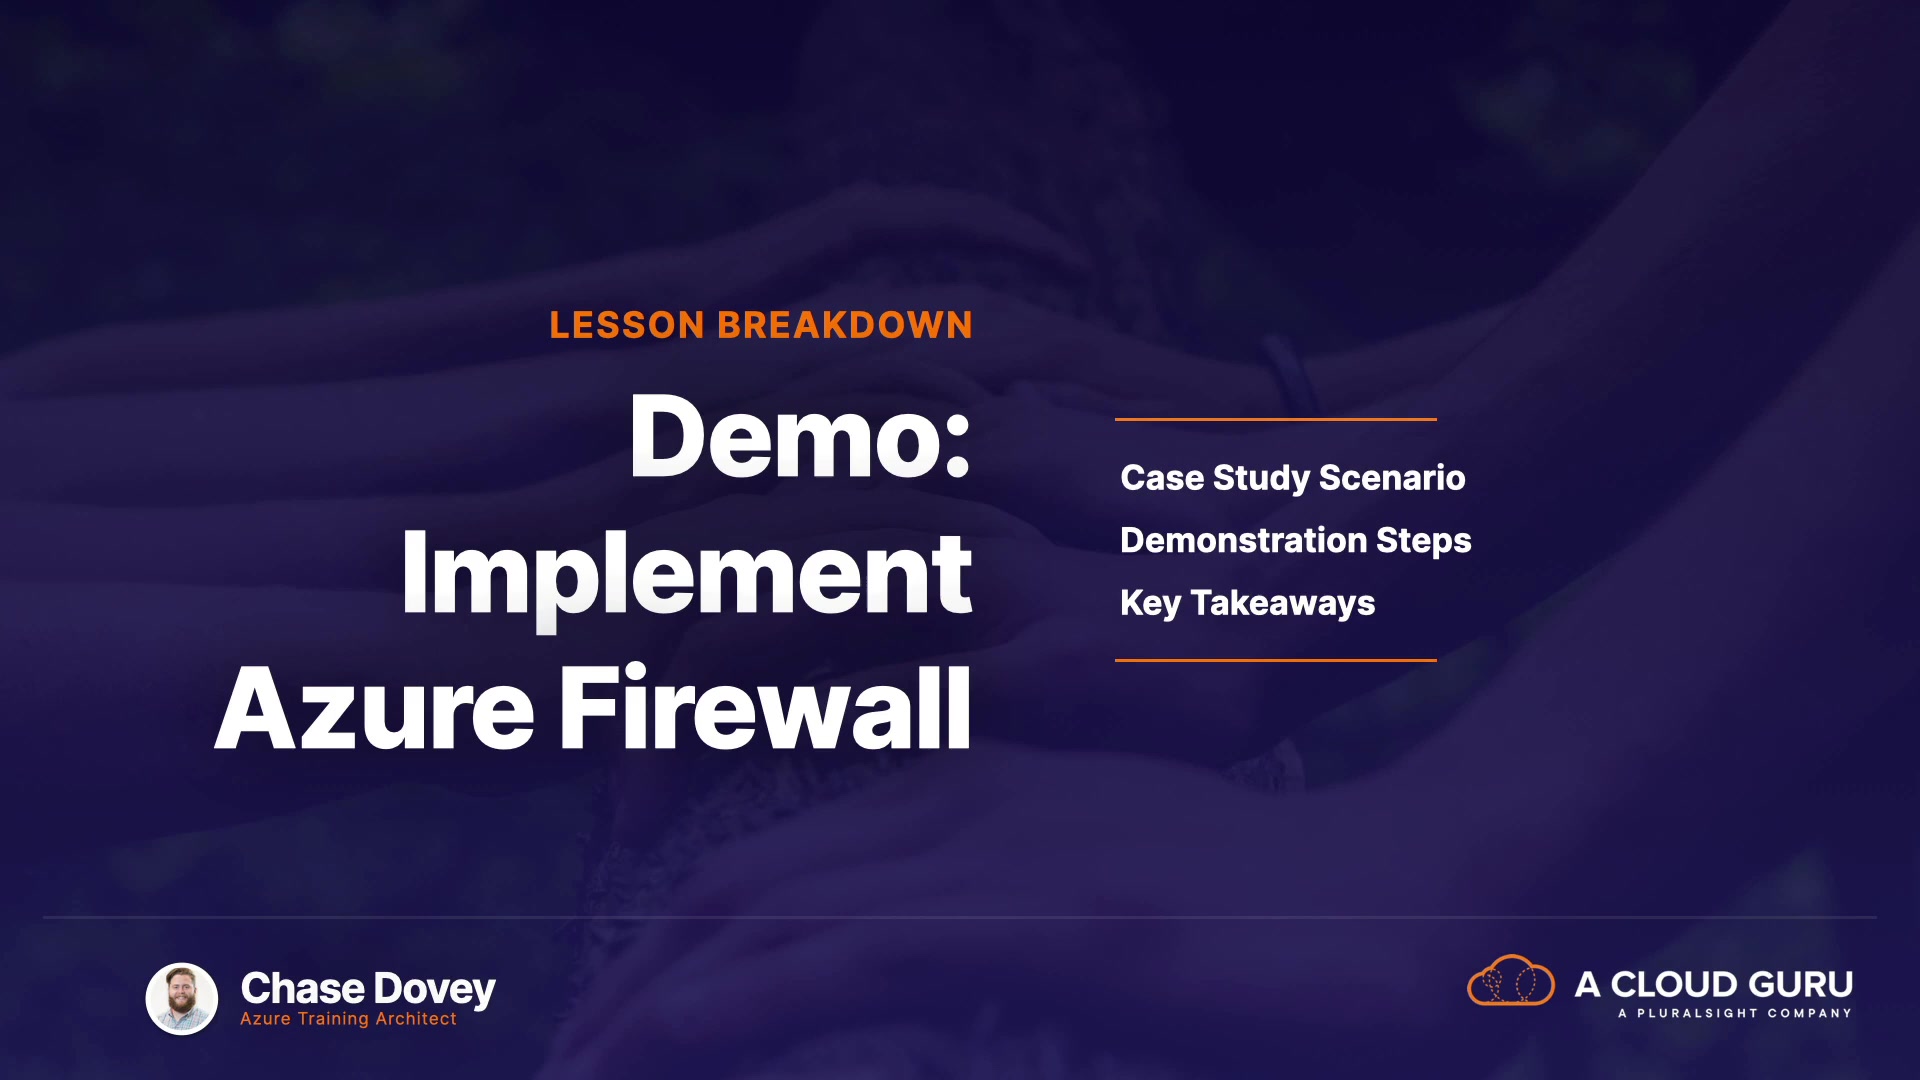 LESSON BREAKDOWN
Demo:
Implement
Azure Firewall
Case Study Scenario
Demonstration Steps
Key Takeaways
Chase Dovey
Azure Training Architect
A CLOUD GURU
A PLURALSIGHT COMPANY